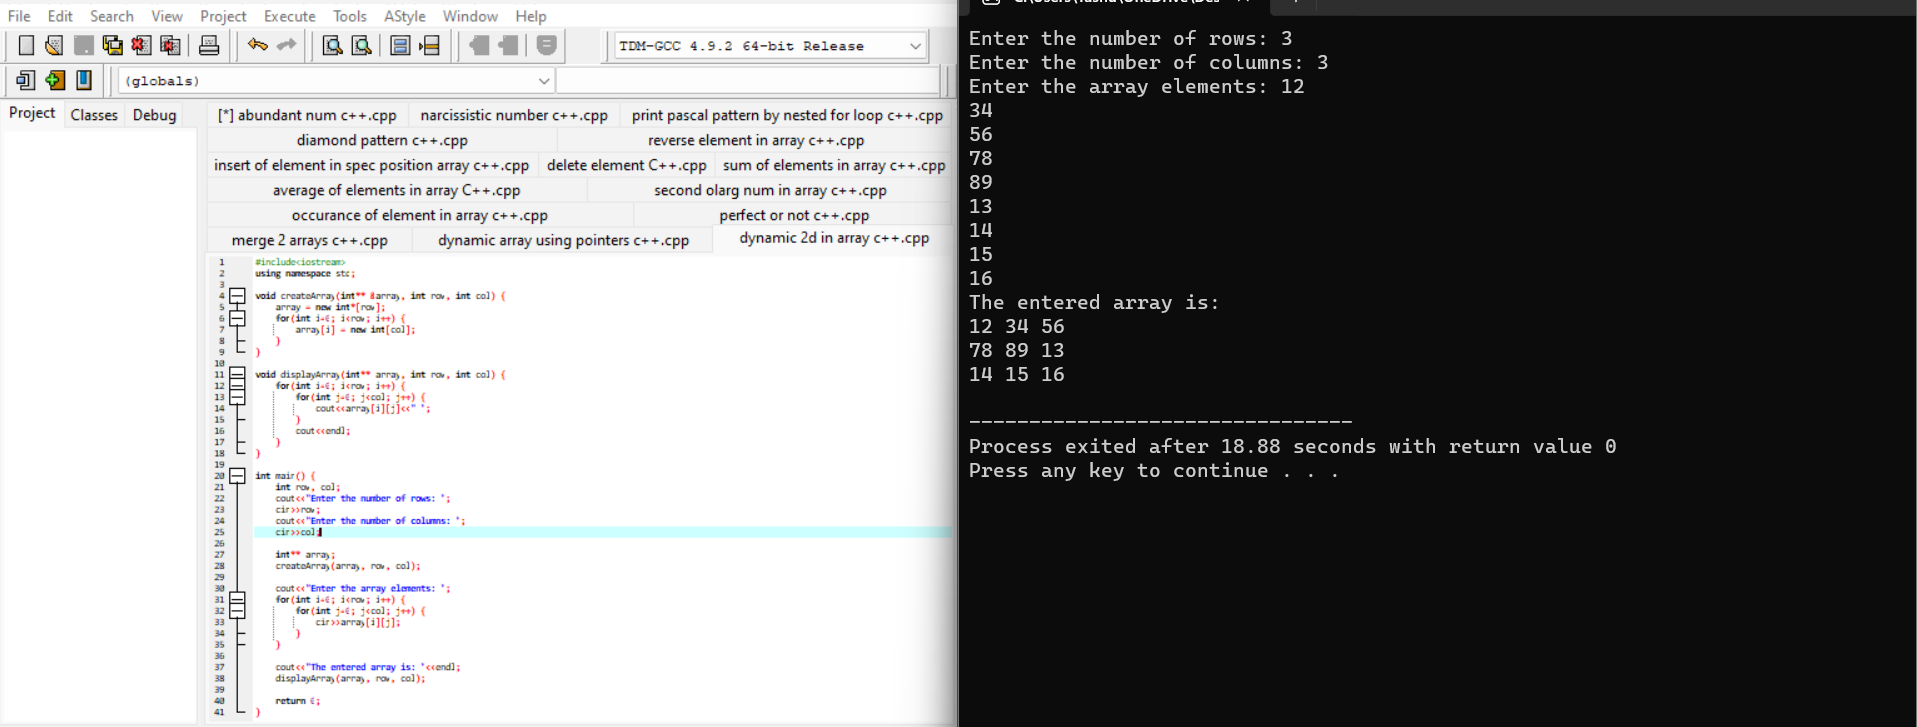 File Edit Search View Project Execute Tools AStyle Window Help
TDM-GCC 4.9.2 64-bit Release
(globals)
Project Classes Debug
[*] abundant num c++.cpp narcissistic number c++.cpp print pascal pattern by nested for loop c++.cpp
diamond pattern c++.cpp reverse element in array c++.cpp
insert of element in spec position array c++.cpp delete element C++.cpp sum of elements in array c++.cpp
average of elements in array C++.cpp second olarg num in array c++.cpp
occurance of element in array c++.cpp perfect or not c++.cpp
merge 2 arrays c++.cpp dynamic array using pointers c++.cpp dynamic 2d in array c++.cpp
1 #include<iostream>
2 using namespace std;
3
4 void createArray(int** &array, int row, int col) {
5 array = new int*[row];
6 for(int i=0; i<row; i++) {
7 array[i] = new int[col];
8 }
9 }
10
11 void displayArray(int** array, int row, int col) {
12 for(int i=0; i<row; i++) {
13 for(int j=0; j<col; j++) {
14 cout<<array[i][j]<<" ";
15 }
16 cout<<endl;
17 }
18 }
19
20 int main() {
21 int row, col;
22 cout<<"Enter the number of rows: ";
23 cin>>row;
24 cout<<"Enter the number of columns: ";
25 cin>>col;
26
27 int** array;
28 createArray(array, row, col);
29
30 cout<<"Enter the array elements: ";
31 for(int i=0; i<row; i++) {
32 for(int j=0; j<col; j++) {
33 cin>>array[i][j];
34 }
35 }
36
37 cout<<"The entered array is: "<<endl;
38 displayArray(array, row, col);
39
40 return 0;
41 }
Enter the number of rows: 3
Enter the number of columns: 3
Enter the array elements: 12
34
56
78
89
13
14
15
16
The entered array is:
12 34 56
78 89 13
14 15 16
--------------------------------
Process exited after 18.88 seconds with return value 0
Press any key to continue . . .